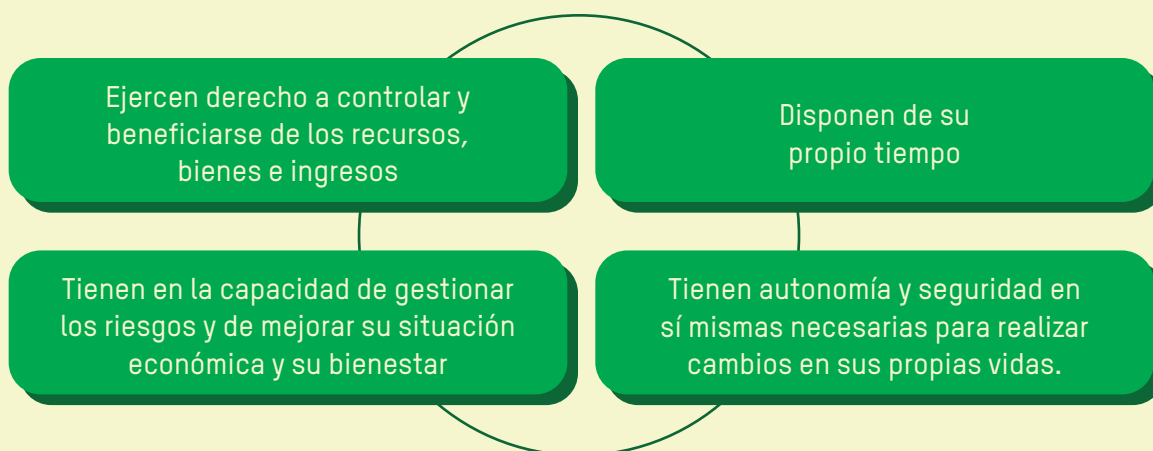 Ejercen derecho a controlar y
beneficiarse de los recursos,
bienes e ingresos
Disponen de su
propio tiempo
Tienen en la capacidad de gestionar
los riesgos y de mejorar su situación
económica y su bienestar
Tienen autonomía y seguridad en
sí mismas necesarias para realizar
cambios en sus propias vidas.